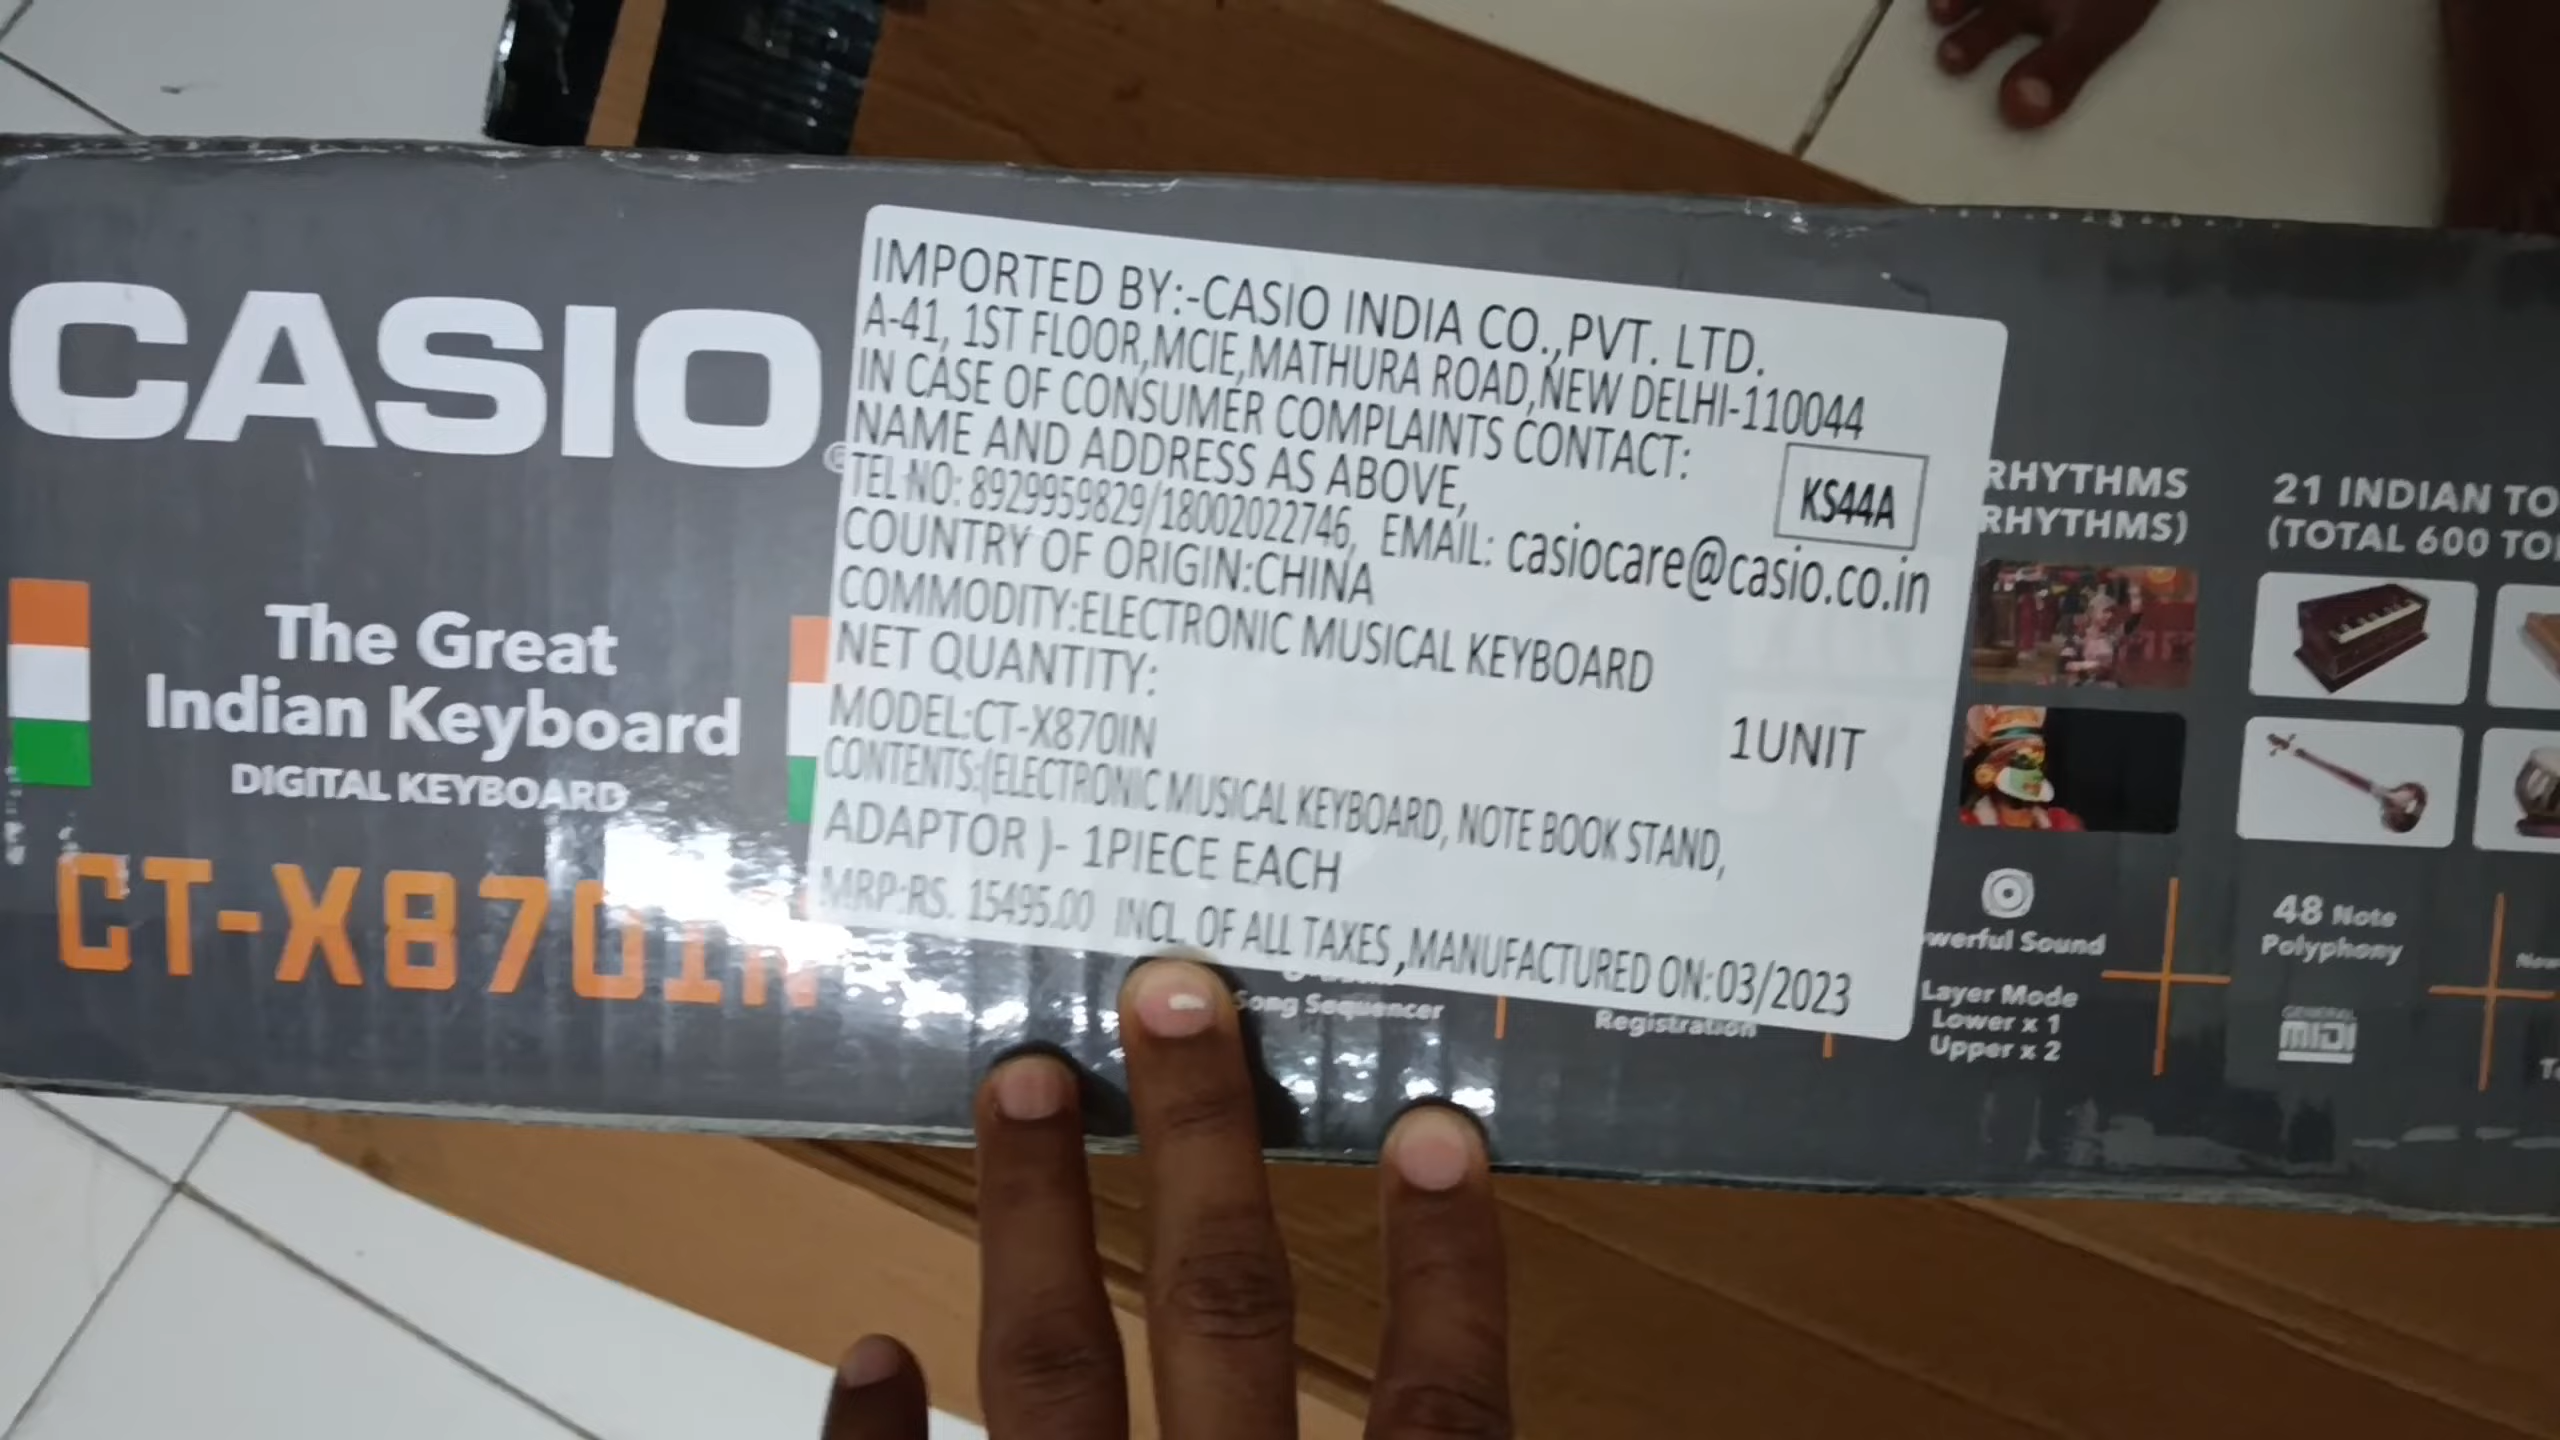 CASIO
The Great
Indian Keyboard
DIGITAL KEYBOARD
CT-X870IN
IMPORTED BY:-CASIO INDIA CO.,PVT. LTD.
A-41, 1ST FLOOR,MCIE,MATHURA ROAD,NEW DELHI-110044
IN CASE OF CONSUMER COMPLAINTS CONTACT:
NAME AND ADDRESS AS ABOVE,
KS44A
TEL NO: 8929959829/18002022746, EMAIL: casiocare@casio.co.in
COUNTRY OF ORIGIN:CHINA
COMMODITY:ELECTRONIC MUSICAL KEYBOARD
NET QUANTITY: 1UNIT
MODEL:CT-X870IN
CONTENTS:(ELECTRONIC MUSICAL KEYBOARD, NOTE BOOK STAND,
ADAPTOR )- 1PIECE EACH
MRP:RS. 15495.00 INCL. OF ALL TAXES ,MANUFACTURED ON: 03/2023
Song Sequencer
Registration
RHYTHMS
RHYTHMS)
Sound
Layer Mode
Lower x 1
Upper x 2
21 INDIAN
(TOTAL 600
48 Note
Polyphony
GENERAL
MIDI